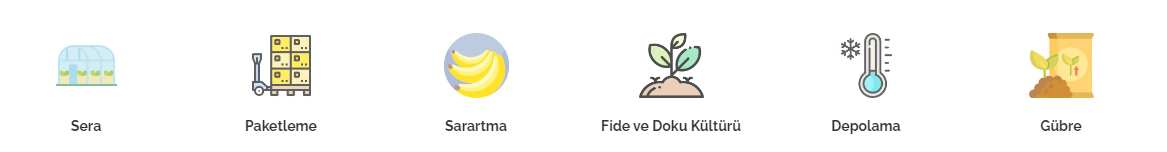 Sera
Paketleme
Sarartma
Fide ve Doku Kültürü
Depolama
Gübre